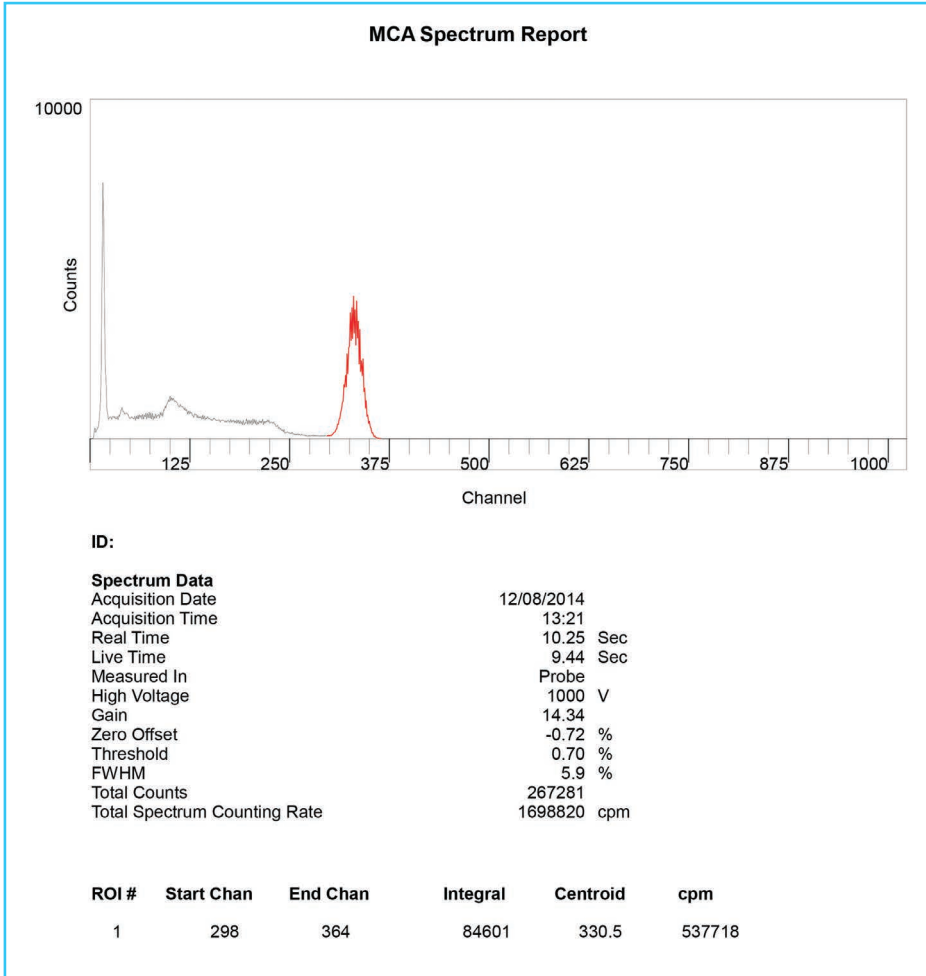 MCA Spectrum Report
10000
Counts
125 250 375 500 625 750 875 1000
Channel
ID:
Spectrum Data
Acquisition Date 12/08/2014
Acquisition Time 13:21
Real Time 10.25 Sec
Live Time 9.44 Sec
Measured In Probe
High Voltage 1000 V
Gain 14.34
Zero Offset -0.72 %
Threshold 0.70 %
FWHM 5.9 %
Total Counts 267281
Total Spectrum Counting Rate 1698820 cpm
ROI # Start Chan End Chan Integral Centroid cpm
1 298 364 84601 330.5 537718